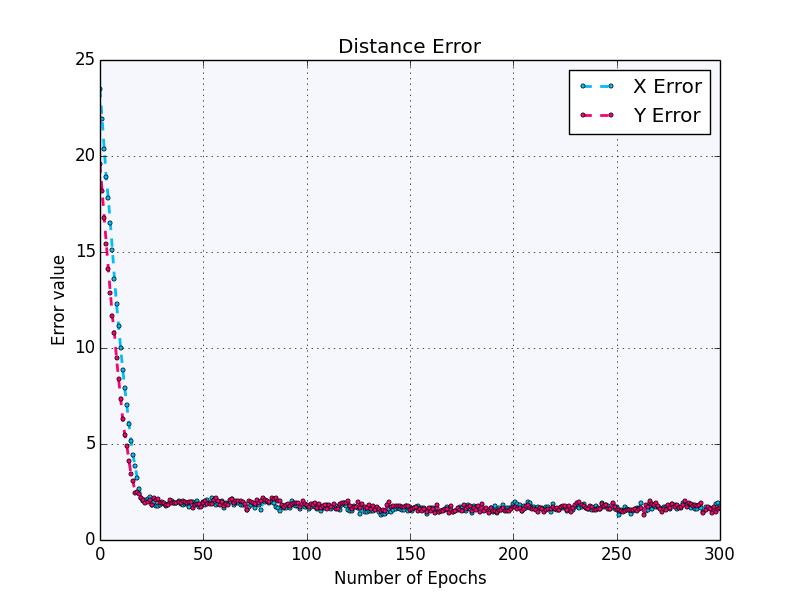 Distance Error
25
20
15
10
5
0
Error value
X Error
Y Error
0 50 100 150 200 250 300
Number of Epochs